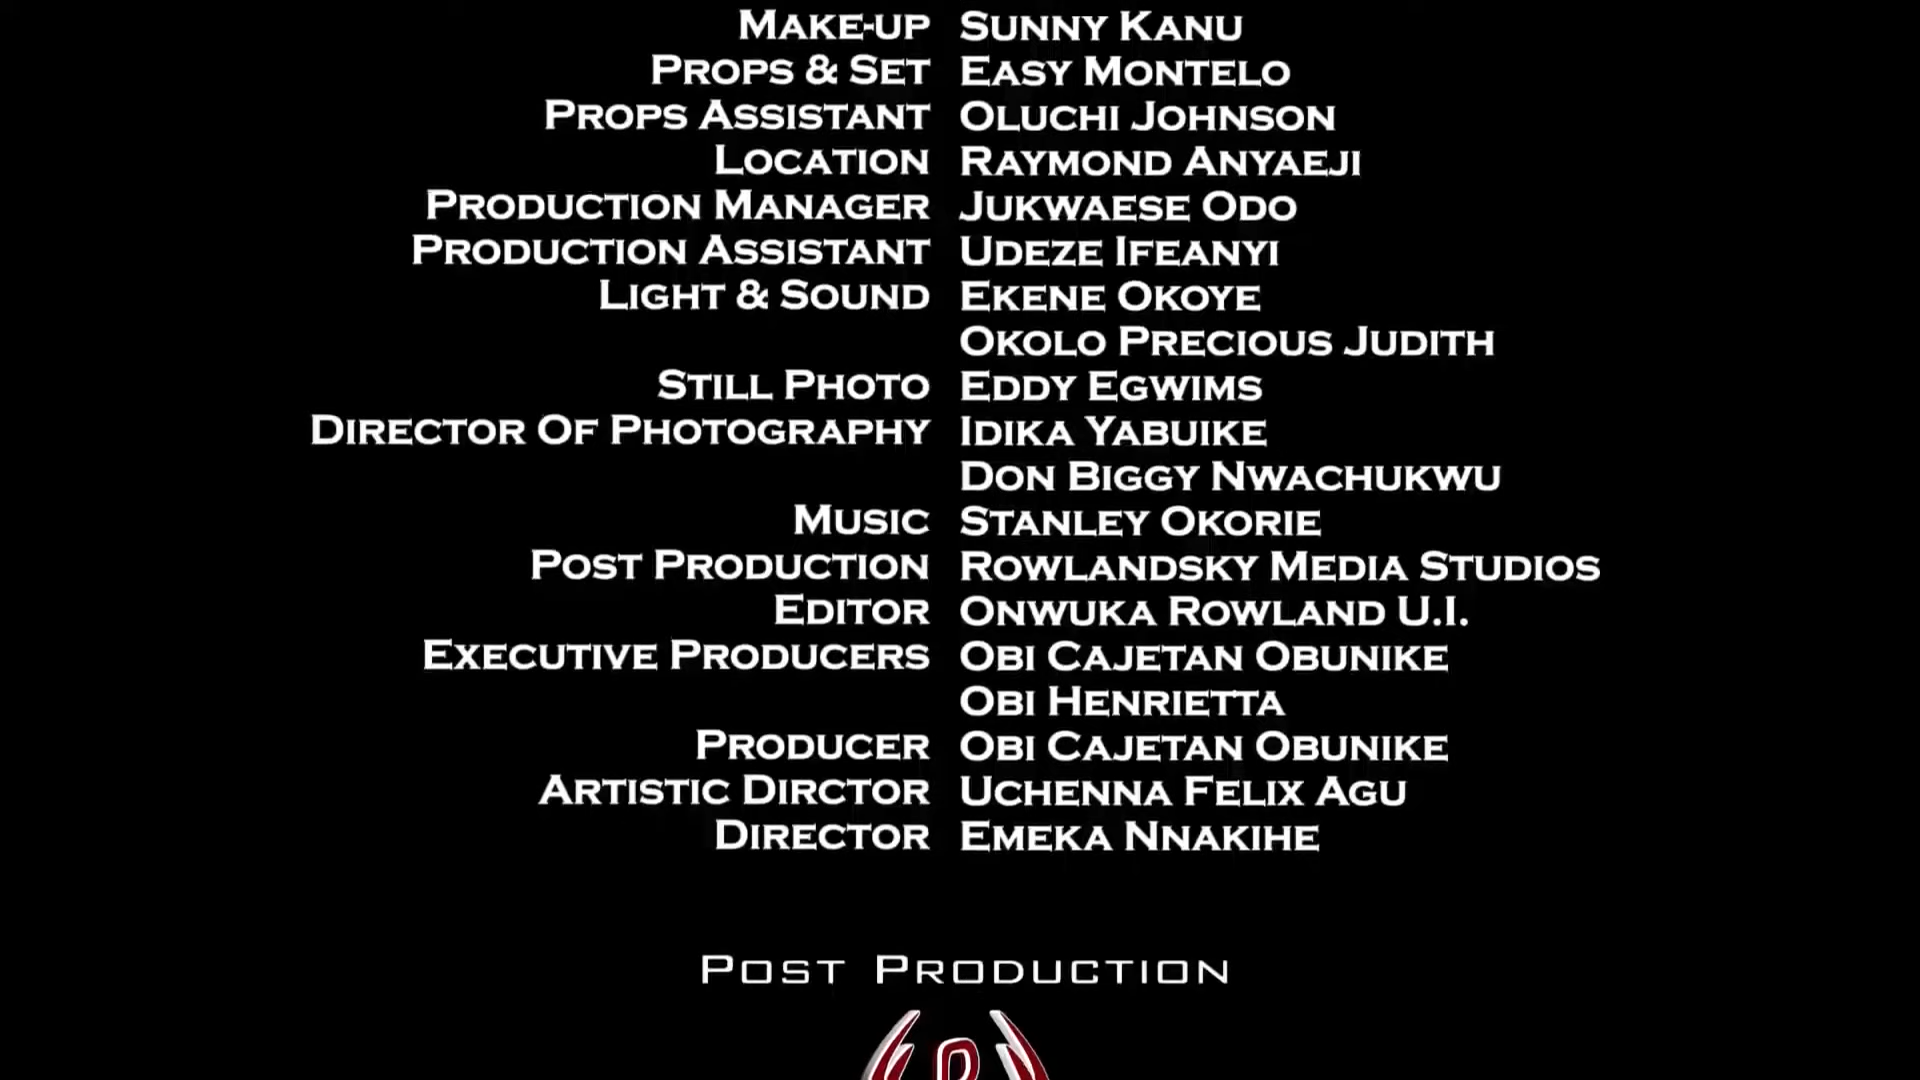 Make-up Sunny Kanu
Props & Set Easy Montelo
Props Assistant Oluchi Johnson
Location Raymond Anyaeji
Production Manager Jukwaese Odo
Production Assistant Udeze Ifeanyi
Light & Sound Ekene Okoye
Okolo Precious Judith
Still Photo Eddy Egwims
Director Of Photography Idika Yabuike
Don Biggy Nwachukwu
Music Stanley Okorie
Post Production Rowlandsky Media Studios
Editor Onwuka Rowland U.I.
Executive Producers Obi Cajetan Obunike
Obi Henrietta
Producer Obi Cajetan Obunike
Artistic Dirctor Uchenna Felix Agu
Director Emeka Nnakihe
Post Production
R